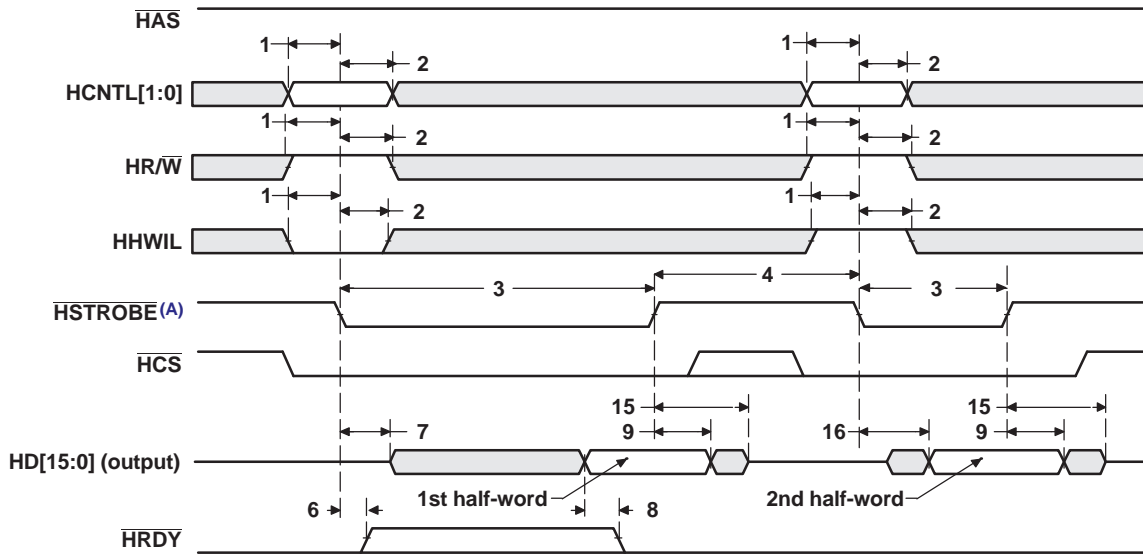 HAS
1
2
1
2
HCNTL[1:0]
1
2
1
2
HR/W
1
2
1
2
HHWIL
3
4
3
HSTROBE(A)
HCS
15
15
7
9
16
9
HD[15:0] (output)
1st half-word
2nd half-word
6
8
HRDY